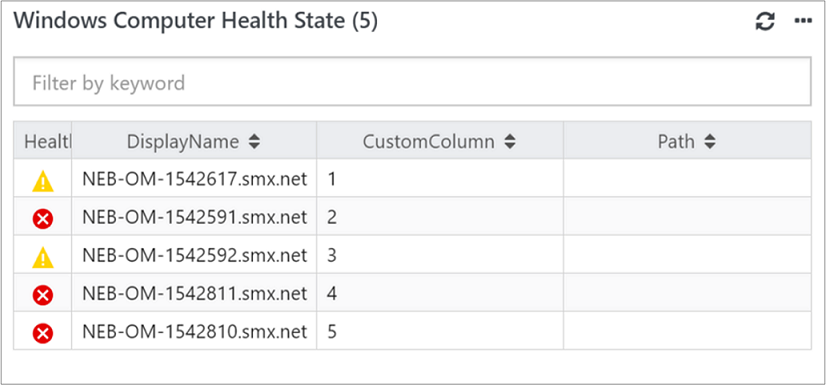 Windows Computer Health State (5)
Filter by keyword
Healt DisplayName CustomColumn Path
NEB-OM-1542617.smx.net 1
NEB-OM-1542591.smx.net 2
NEB-OM-1542592.smx.net 3
NEB-OM-1542811.smx.net 4
NEB-OM-1542810.smx.net 5